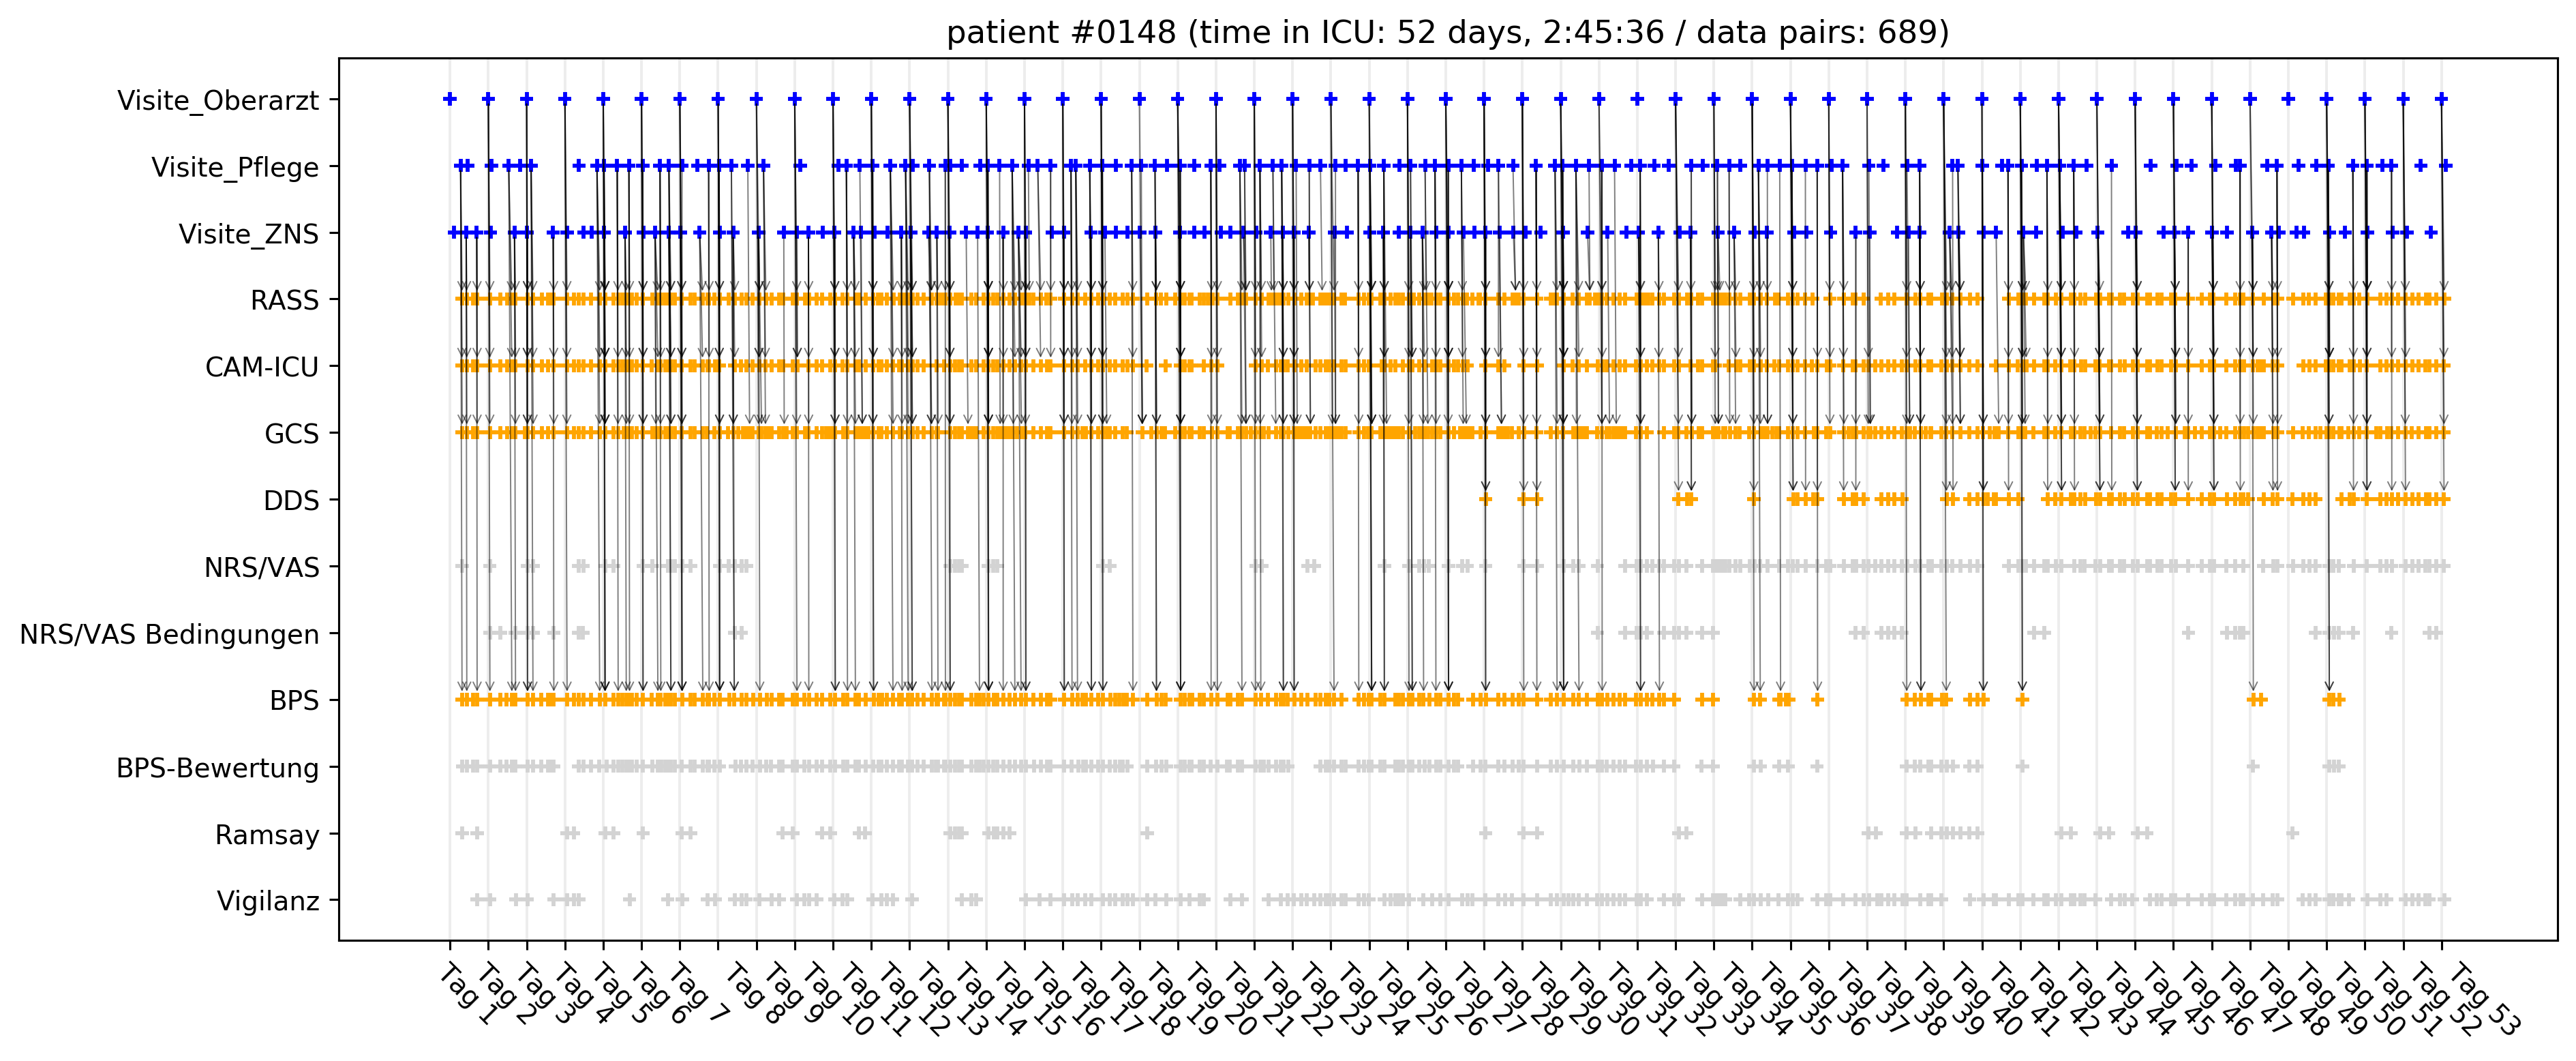 patient #0148 (time in ICU: 52 days, 2:45:36 / data pairs: 689)
Visite_Oberarzt
Visite_Pflege
Visite_ZNS
RASS
CAM-ICU
GCS
DDS
NRS/VAS
NRS/VAS Bedingungen
BPS
BPS-Bewertung
Ramsay
Vigilanz
Tag 1
Tag 2
Tag 3
Tag 4
Tag 5
Tag 6
Tag 7
Tag 8
Tag 9
Tag 10
Tag 11
Tag 12
Tag 13
Tag 14
Tag 15
Tag 16
Tag 17
Tag 18
Tag 19
Tag 20
Tag 21
Tag 22
Tag 23
Tag 24
Tag 25
Tag 26
Tag 27
Tag 28
Tag 29
Tag 30
Tag 31
Tag 32
Tag 33
Tag 34
Tag 35
Tag 36
Tag 37
Tag 38
Tag 39
Tag 40
Tag 41
Tag 42
Tag 43
Tag 44
Tag 45
Tag 46
Tag 47
Tag 48
Tag 49
Tag 50
Tag 51
Tag 52
Tag 53